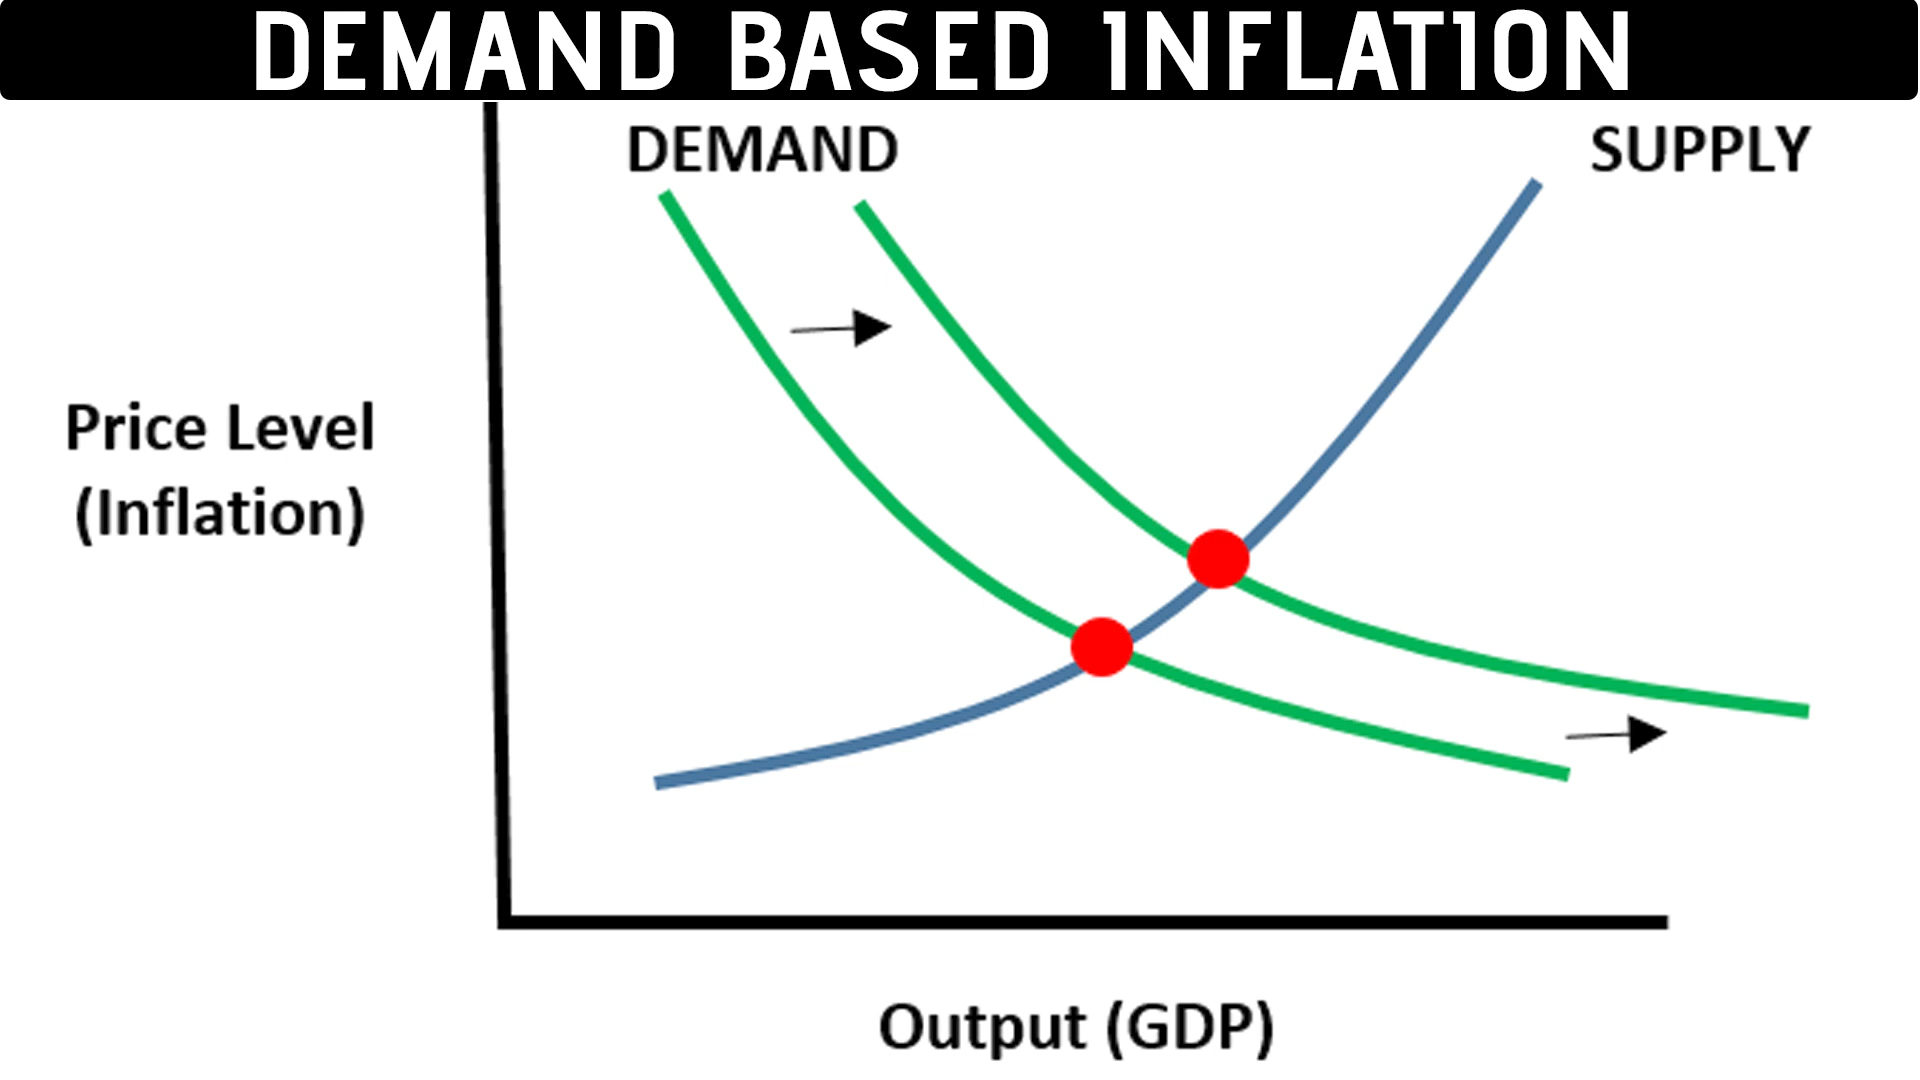 DEMAND BASED INFLATION
DEMAND
SUPPLY
Price Level
(Inflation)
Output (GDP)